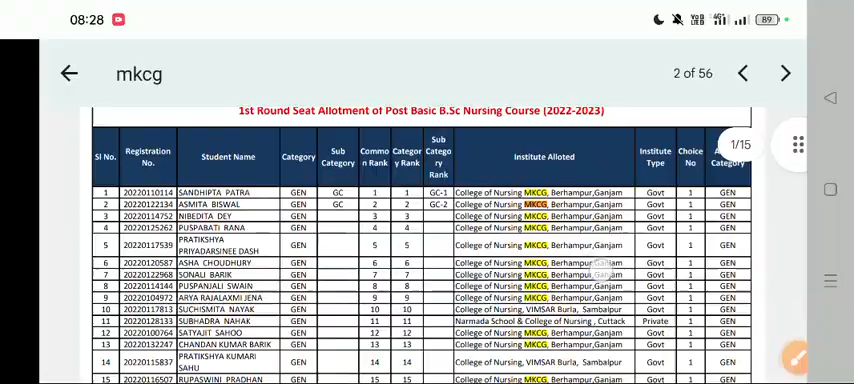 08:28 VoD LTED 4G+ 89
mkcg 2 of 56
1st Round Seat Allotment of Post Basic B.Sc Nursing Course (2022-2023)
1/15
Sl No. Registration No. Student Name Category Sub Category Commo n Rank Categor y Rank Sub Catego ry Rank Institute Alloted Institute Type Choice No Category
1 20220110114 SANDHIPTA PATRA GEN GC 1 1 GC-1 College of Nursing MKCG, Berhampur,Ganjam Govt 1 GEN
2 20220122134 ASMITA BISWAL GEN GC 2 2 GC-2 College of Nursing MKCG, Berhampur,Ganjam Govt 1 GEN
3 20220114752 NIBEDITA DEY GEN 3 3 College of Nursing MKCG, Berhampur,Ganjam Govt 1 GEN
4 20220125262 PUSPABATI RANA GEN 4 4 College of Nursing MKCG, Berhampur,Ganjam Govt 1 GEN
5 20220117539 PRATIKSHYA PRIYADARSINEE DASH GEN 5 5 College of Nursing MKCG, Berhampur,Ganjam Govt 1 GEN
6 20220120587 ASHA CHOUDHURY GEN 6 6 College of Nursing MKCG, Berhampur,Ganjam Govt 1 GEN
7 20220122968 SONALI BARIK GEN 7 7 College of Nursing MKCG, Berhampur,Ganjam Govt 1 GEN
8 20220114144 PUSPANJALI SWAIN GEN 8 8 College of Nursing MKCG, Berhampur,Ganjam Govt 1 GEN
9 20220104972 ARYA RAJALAXMI JENA GEN 9 9 College of Nursing MKCG, Berhampur,Ganjam Govt 1 GEN
10 20220117813 SUCHISMITA NAYAK GEN 10 10 College of Nursing, VIMSAR Burla, Sambalpur Govt 1 GEN
11 20220128133 SUBHADRA NAHAK GEN 11 11 Narmada School & College of Nursing , Cuttack Private 1 GEN
12 20220100764 SATYAJIT SAHOO GEN 12 12 College of Nursing MKCG, Berhampur,Ganjam Govt 1 GEN
13 20220132247 CHANDAN KUMAR BARIK GEN 13 13 College of Nursing MKCG, Berhampur,Ganjam Govt 1 GEN
14 20220115837 PRATIKSHYA KUMARI SAHU GEN 14 14 College of Nursing, VIMSAR Burla, Sambalpur Govt 1 GEN
15 20220116507 RUPASWINI PRADHAN GEN 15 15 College of Nursing MKCG, Berhampur,Ganjam Govt 1 GEN